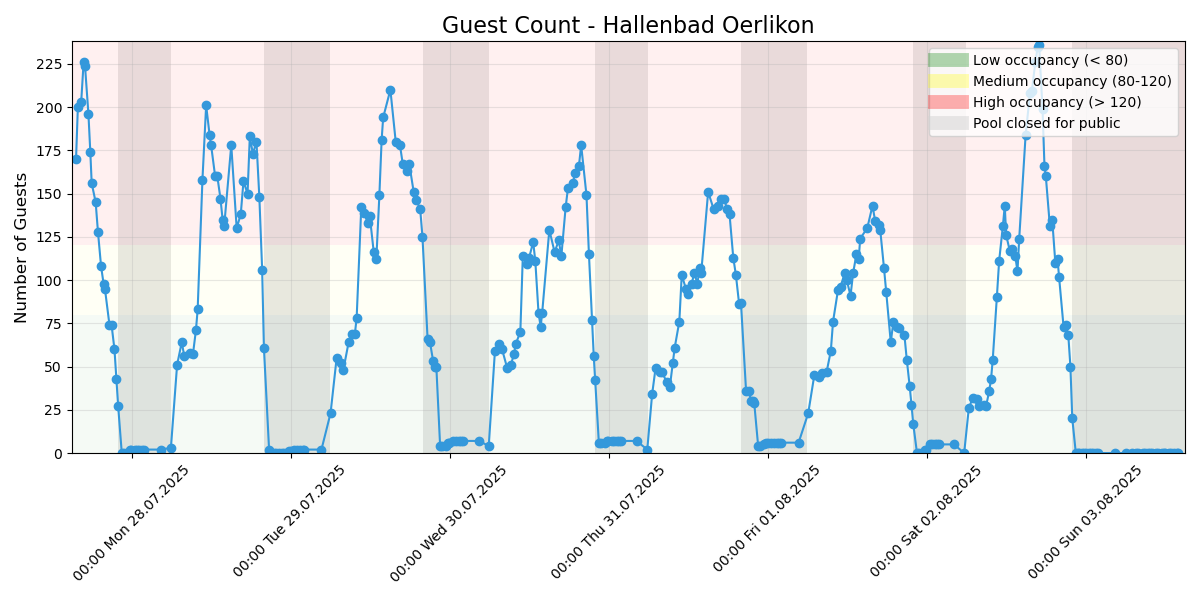 Guest Count - Hallenbad Oerlikon
Number of Guests
225
200
175
150
125
100
75
50
25
0
Low occupancy (< 80)
Medium occupancy (80-120)
High occupancy (> 120)
Pool closed for public
00:00 Mon 28.07.2025
00:00 Tue 29.07.2025
00:00 Wed 30.07.2025
00:00 Thu 31.07.2025
00:00 Fri 01.08.2025
00:00 Sat 02.08.2025
00:00 Sun 03.08.2025